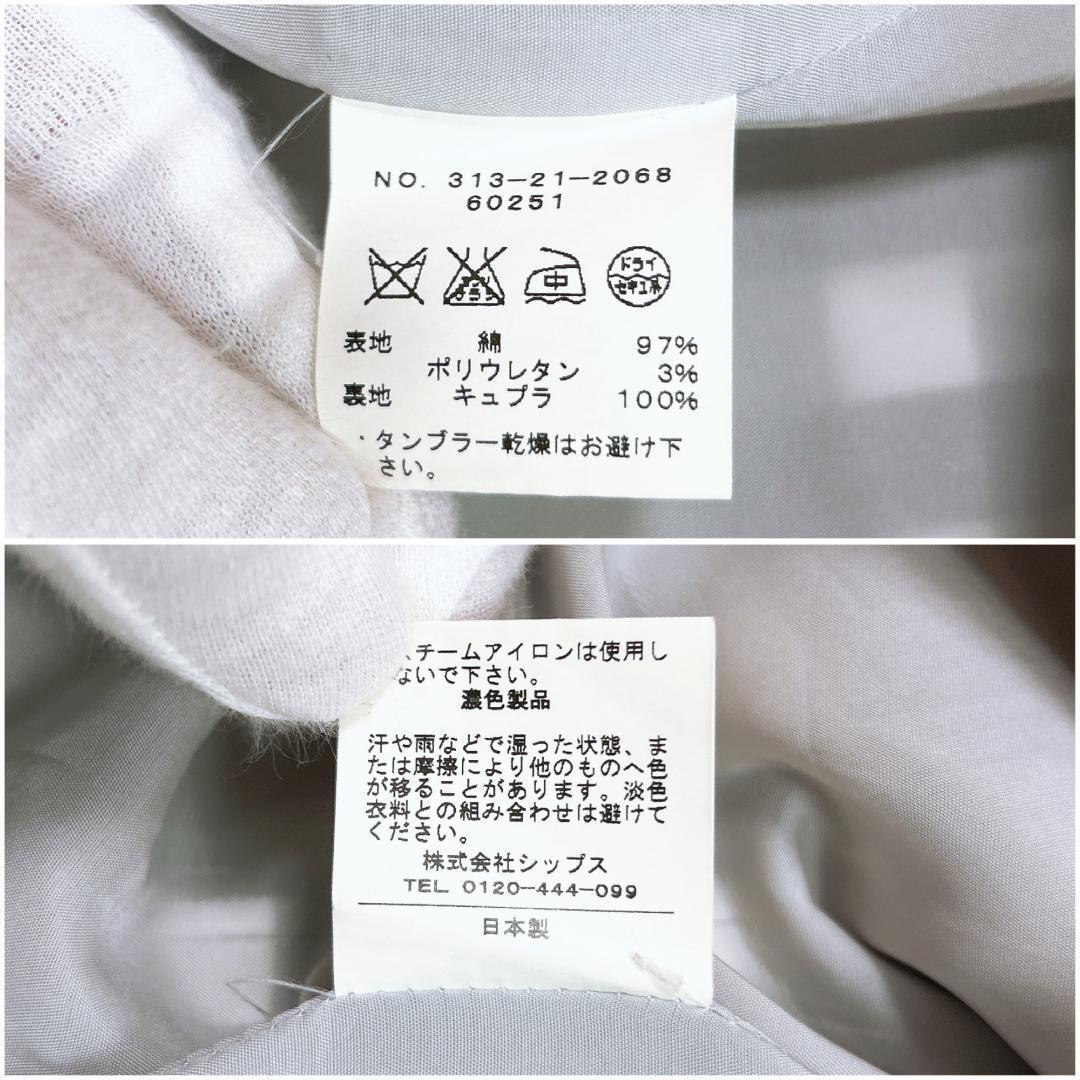 NO. 313-21-2068
60251
中
ドライ
セキユ系
表地 綿 97%
ポリウレタン 3%
裏地 キュプラ 100%
・タンブラー乾燥はお避け下
さい。
チームアイロンは使用し
ないで下さい。
濃色製品
汗や雨などで湿った状態、ま
たは摩擦により他のものへ色
が移ることがあります。淡色
衣料との組み合わせは避けて
ください。
株式会社シップス
TEL 0120-444-099
日本製